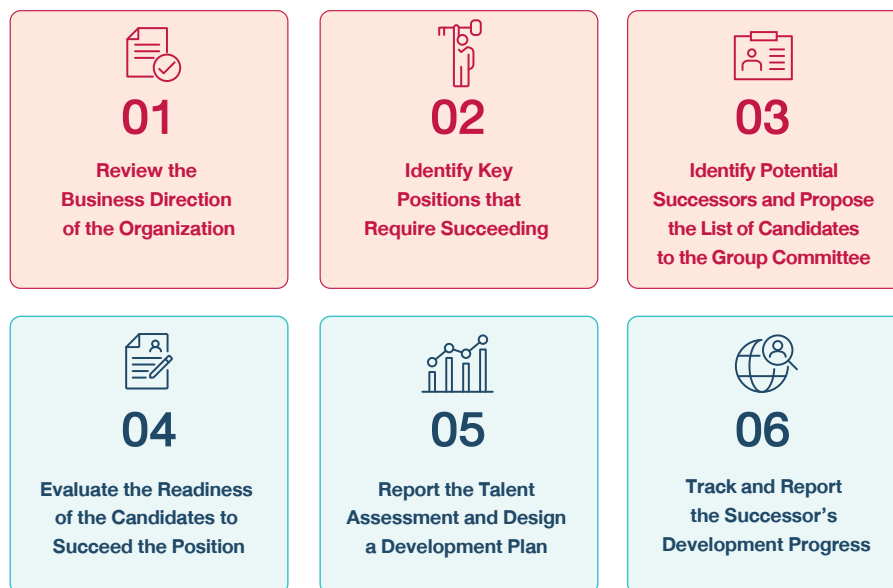 01
Review the
Business Direction
of the Organization
02
Identify Key
Positions that
Require Succeeding
03
Identify Potential
Successors and Propose
the List of Candidates
to the Group Committee
04
Evaluate the Readiness
of the Candidates to
Succeed the Position
05
Report the Talent
Assessment and Design
a Development Plan
06
Track and Report
the Successor’s
Development Progress